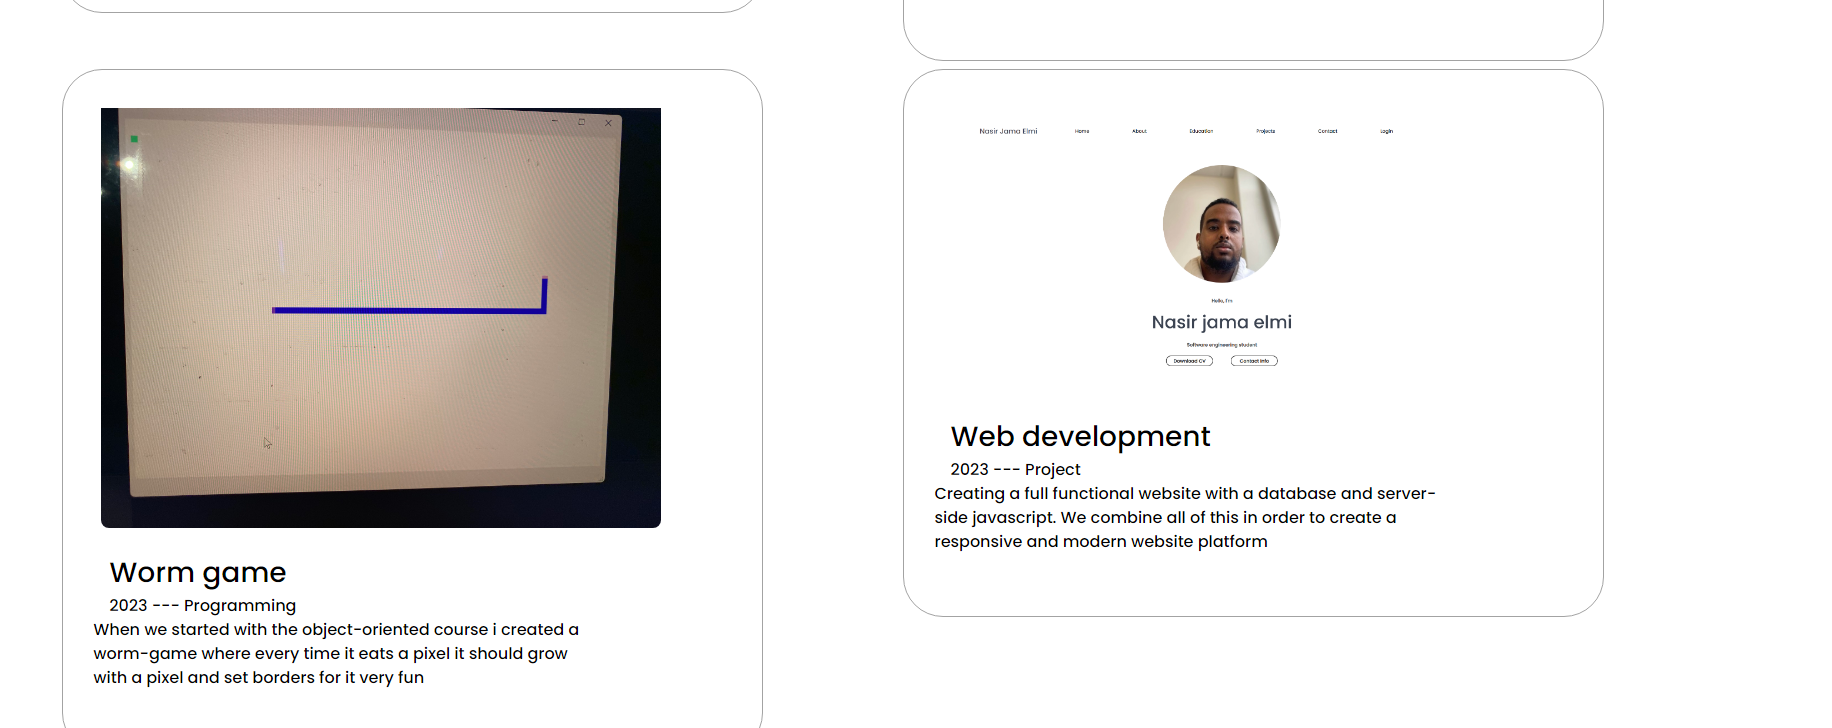 Worm game
2023 --- Programming
When we started with the object-oriented course i created a
worm-game where every time it eats a pixel it should grow
with a pixel and set borders for it very fun
Nasir Jama Elmi Home About Education Projects Contact Login
Hello, I'm
Nasir jama elmi
Software engineering student
Download CV Contact Info
Web development
2023 --- Project
Creating a full functional website with a database and server-
side javascript. We combine all of this in order to create a
responsive and modern website platform